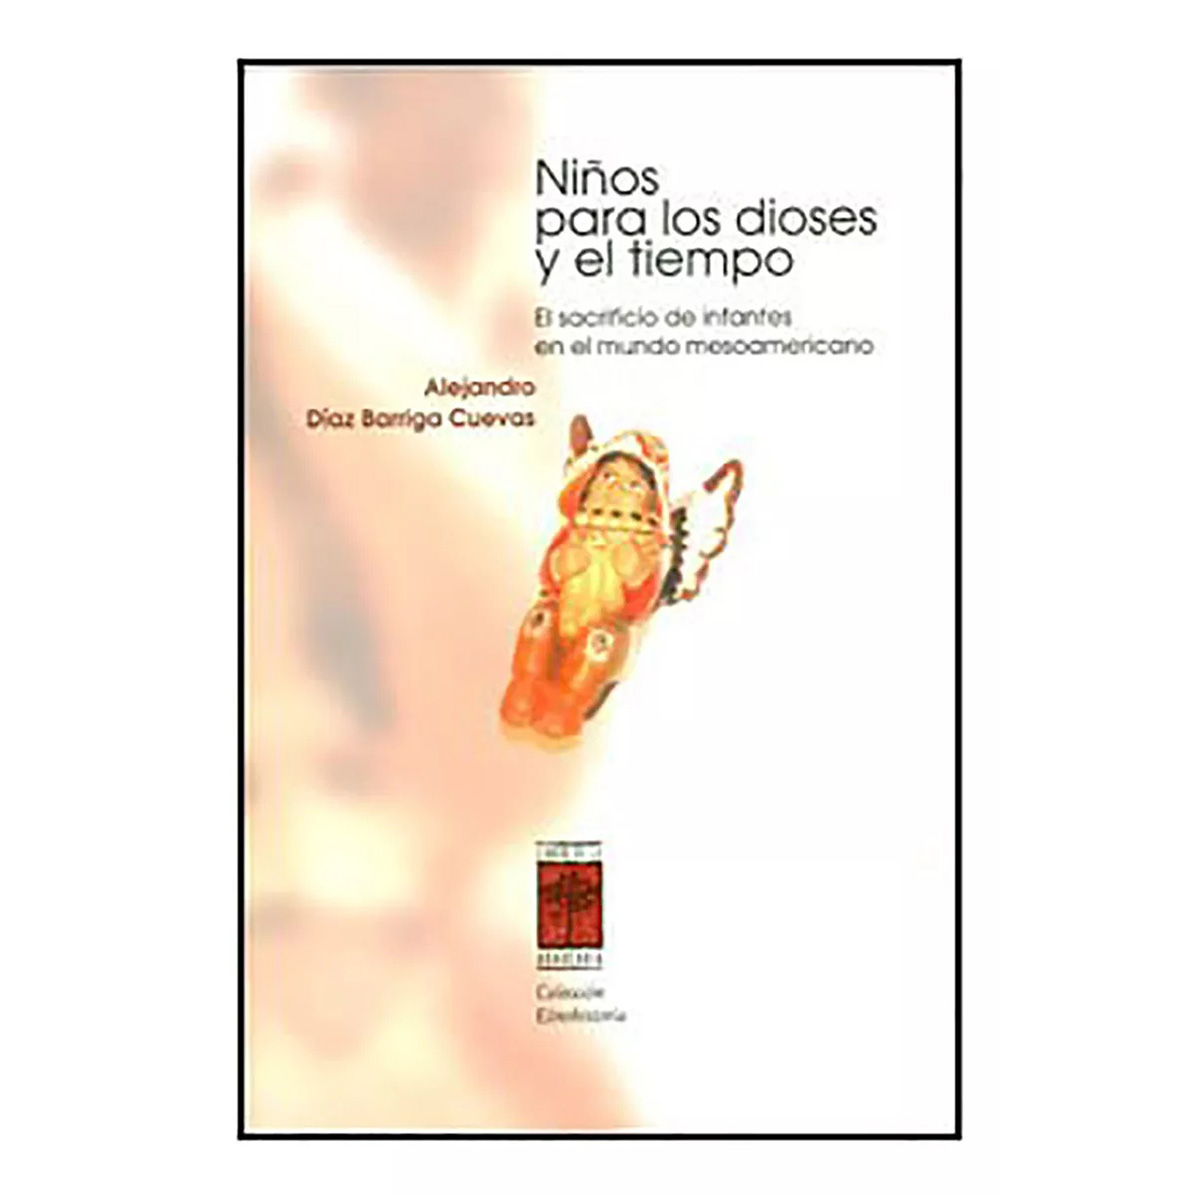 Niños
para los dioses
y el tiempo
El sacrificio de infantes
en el mundo mesoamericano
Alejandro
Díaz Barriga Cuevas
Colección
Etnohistoria